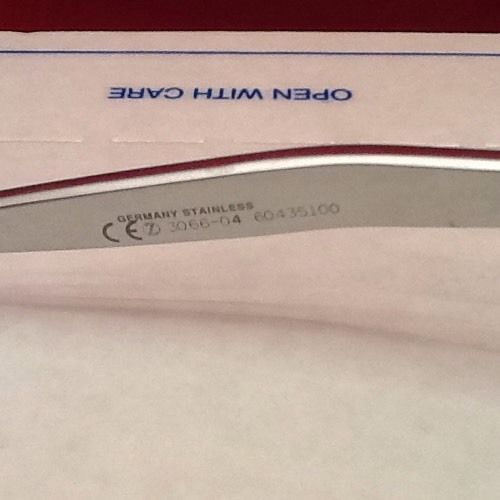 OPEN WITH CARE
GERMANY STAINLESS
CE 3066-04 60435100